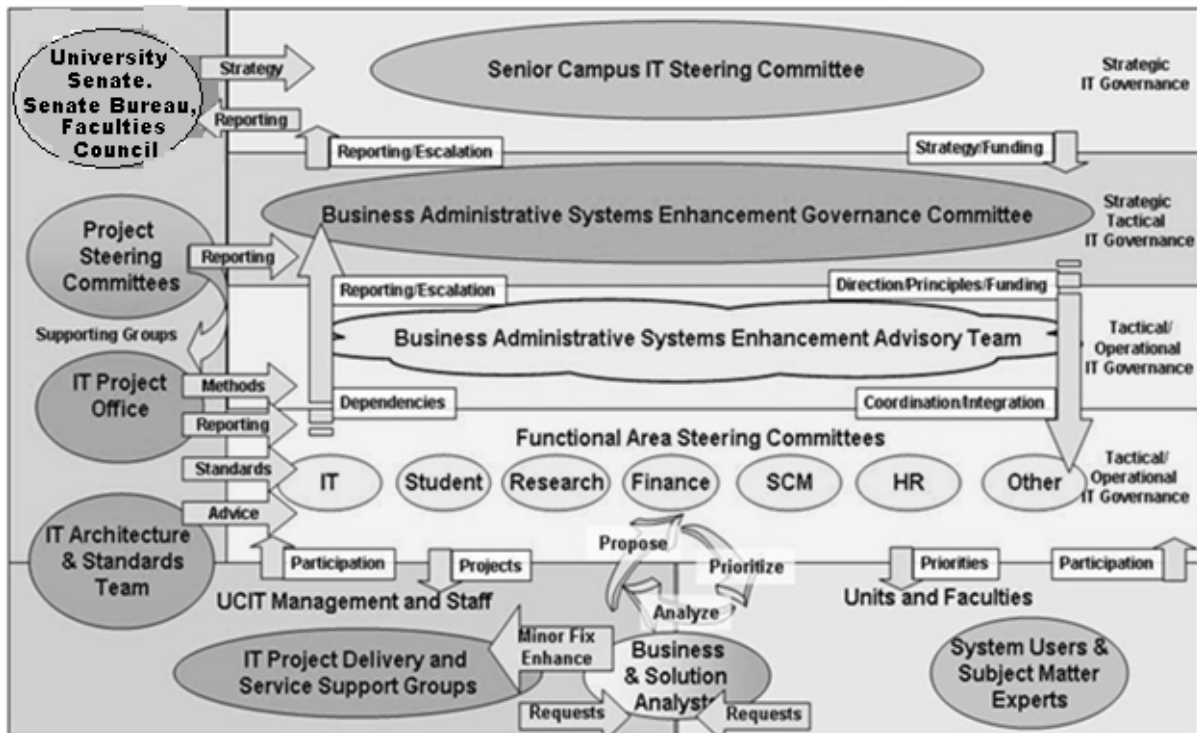 University
Senate.
Senate Bureau,
Faculties
Council
Strategy
Reporting
Senior Campus IT Steering Committee
Strategic
IT Governance
Reporting/Escalation
Strategy/Funding
Business Administrative Systems Enhancement Governance Committee
Strategic
Tactical
IT Governance
Project
Steering
Committees
Reporting
Reporting/Escalation
Direction/Principles/Funding
Supporting Groups
Business Administrative Systems Enhancement Advisory Team
Tactical/
Operational
IT Governance
IT Project
Office
Methods
Reporting
Dependencies
Coordination/Integration
Functional Area Steering Committees
Standards
IT
Student
Research
Finance
SCM
HR
Other
Tactical/
Operational
IT Governance
Advice
IT Architecture
& Standards
Team
Participation
Projects
Propose
Prioritize
Analyze
Priorities
Participation
UCIT Management and Staff
Units and Faculties
IT Project Delivery and
Service Support Groups
Minor Fix
Enhance
Business
& Solution
Analysts
Requests
Requests
System Users &
Subject Matter
Experts